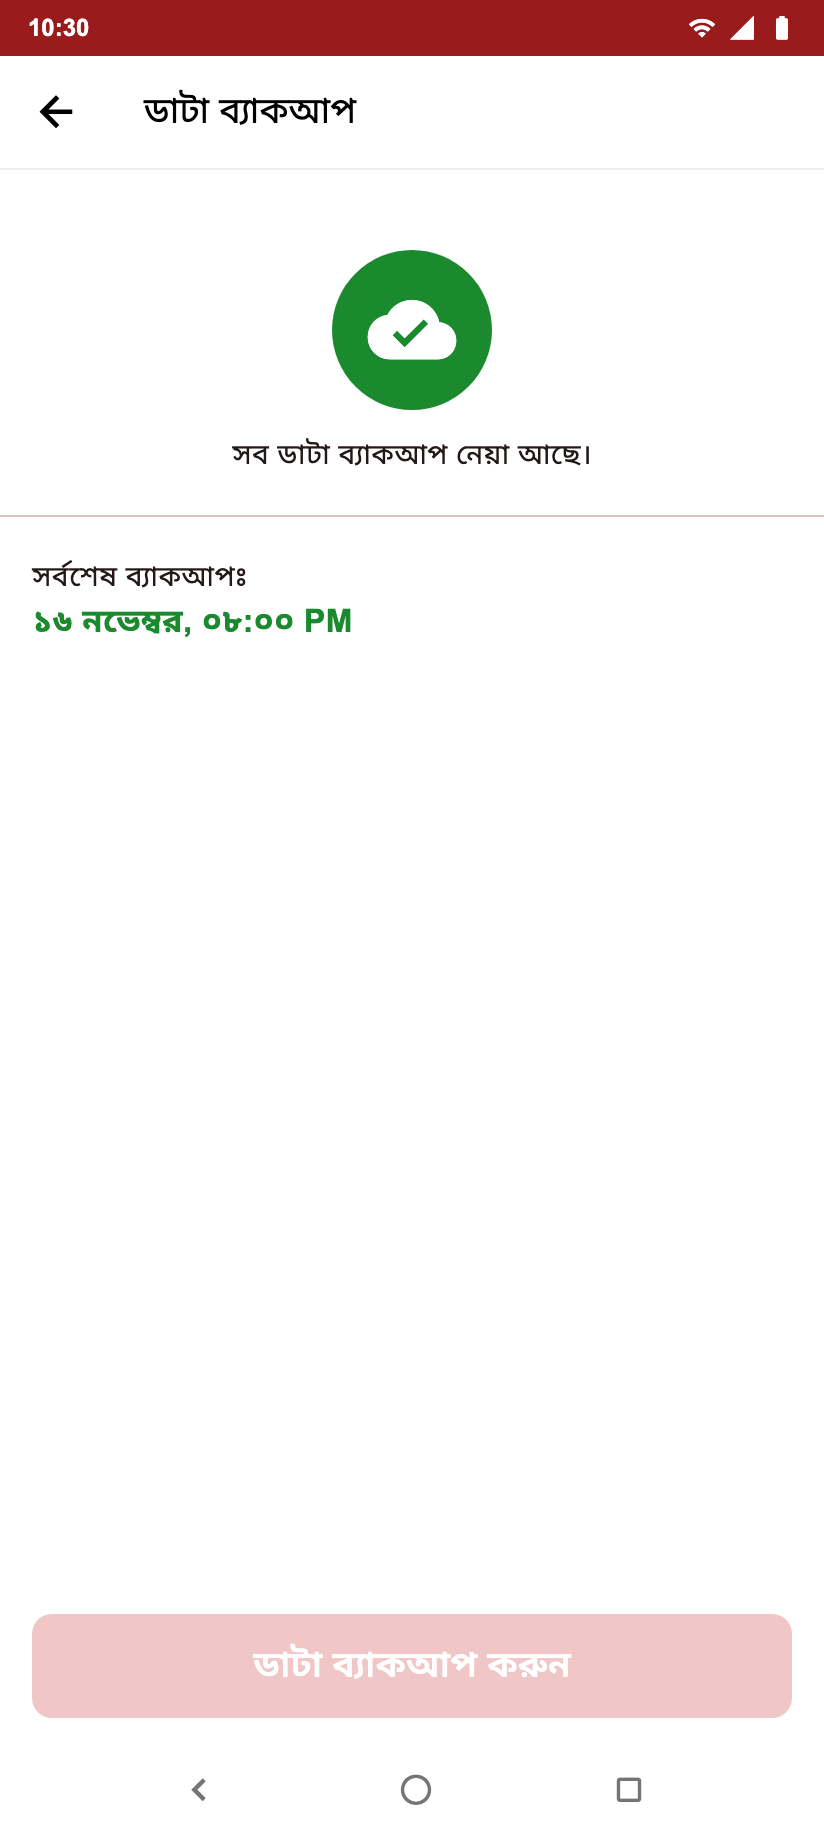 10:30
ডাটা ব্যাকআপ
সব ডাটা ব্যাকআপ নেয়া আছে।
সর্বশেষ ব্যাকআপঃ
১৬ নভেম্বর, ০৮:০০ PM
ডাটা ব্যাকআপ করুন